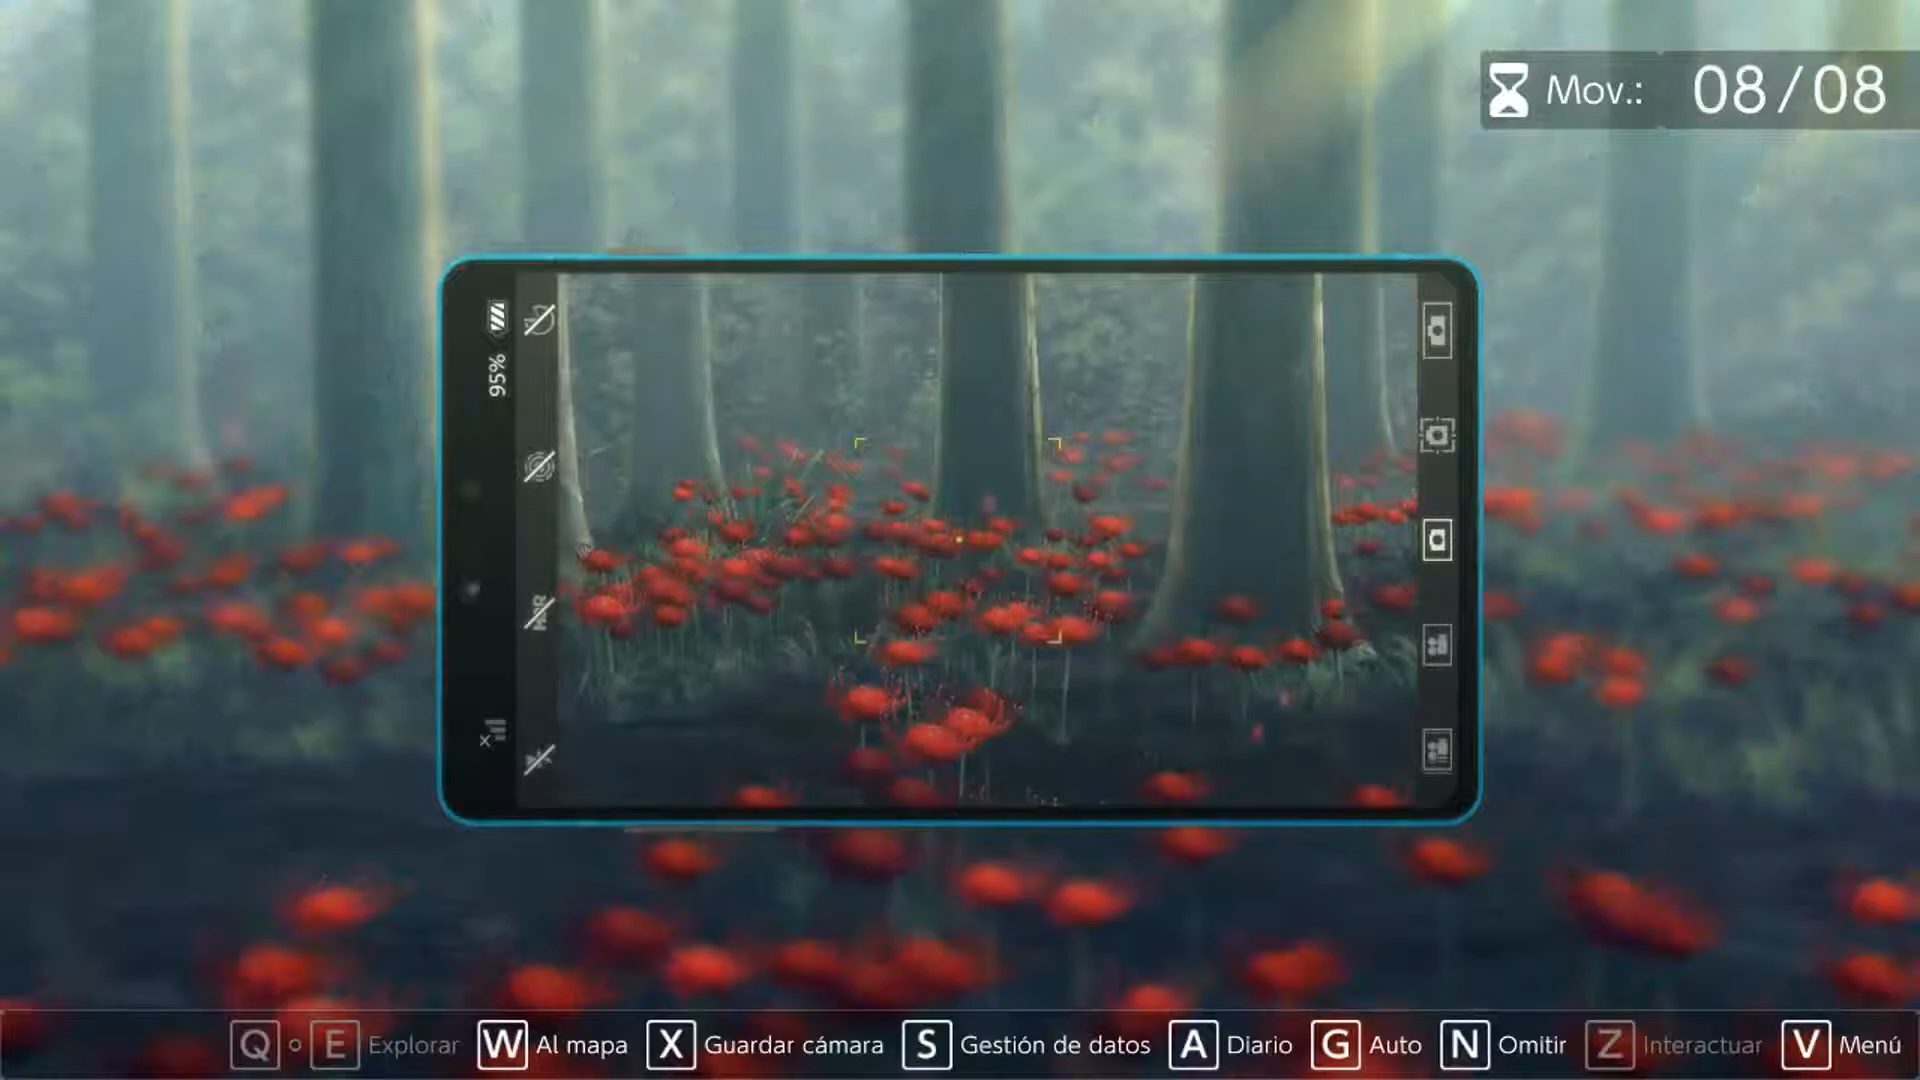 Mov.: 08/08
95%
Q o E Explorar W Al mapa X Guardar cámara S Gestión de datos A Diario G Auto N Omitir Z Interactuar V Menú